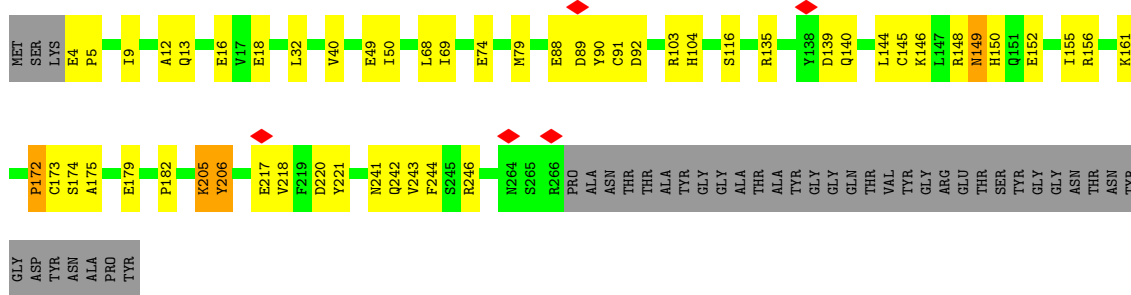 MET SER LYS E4 P5 I9 A12 Q13 E16 V17 E18 L32 V40 E49 I50 L68 I69 E74 M79 E88 D89 Y90 C91 D92 R103 H104 S116 R135 Y138 D139 Q140 L144 C145 K146 L147 R148 N149 H150 Q151 E152 I155 R156 K161
P172 C173 S174 A175 E179 P182 K205 Y206 E217 V218 F219 D220 Y221 N241 Q242 V243 F244 S245 R246 N264 S265 R266 PRO ALA ASN THR THR ALA TYR GLY GLY ALA THR ALA TYR GLY GLY GLN THR VAL TYR GLY ARG GLU THR SER TYR GLY GLY ASN THR ASN TYR
GLY ASP TYR ASN ALA PRO TYR